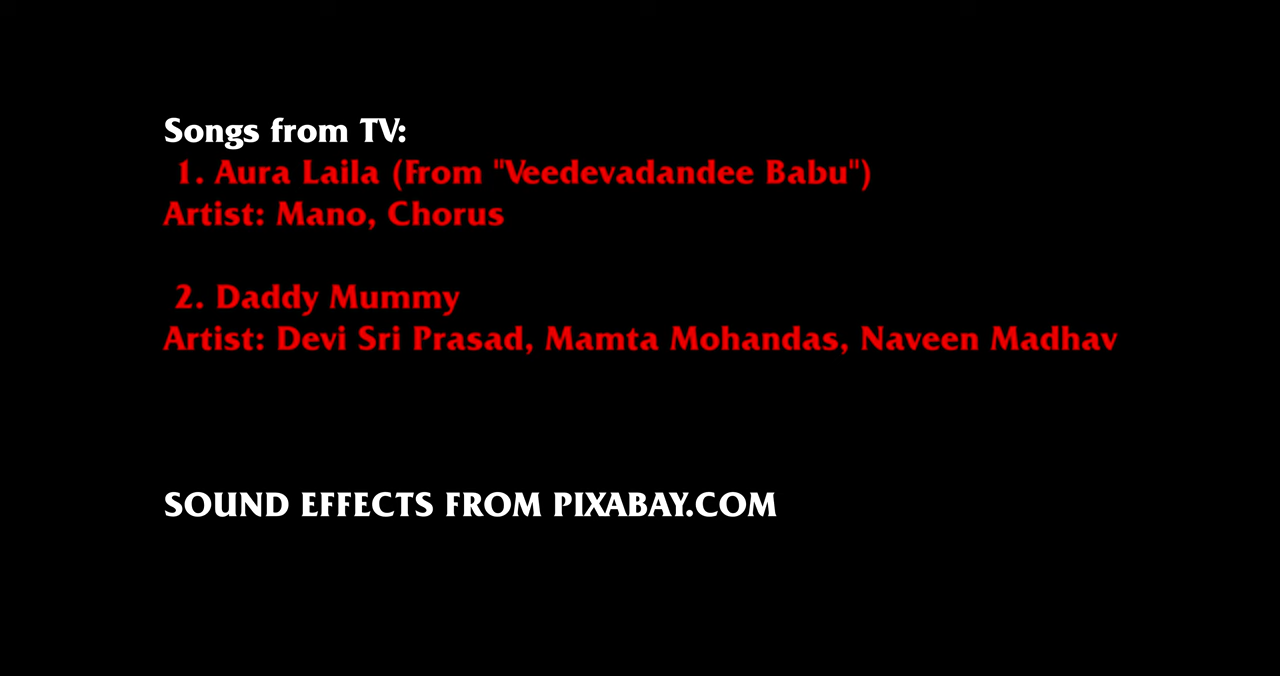 Songs from TV:
1. Aura Laila (From "Veedevadandee Babu")
Artist: Mano, Chorus
2. Daddy Mummy
Artist: Devi Sri Prasad, Mamta Mohandas, Naveen Madhav
SOUND EFFECTS FROM PIXABAY.COM